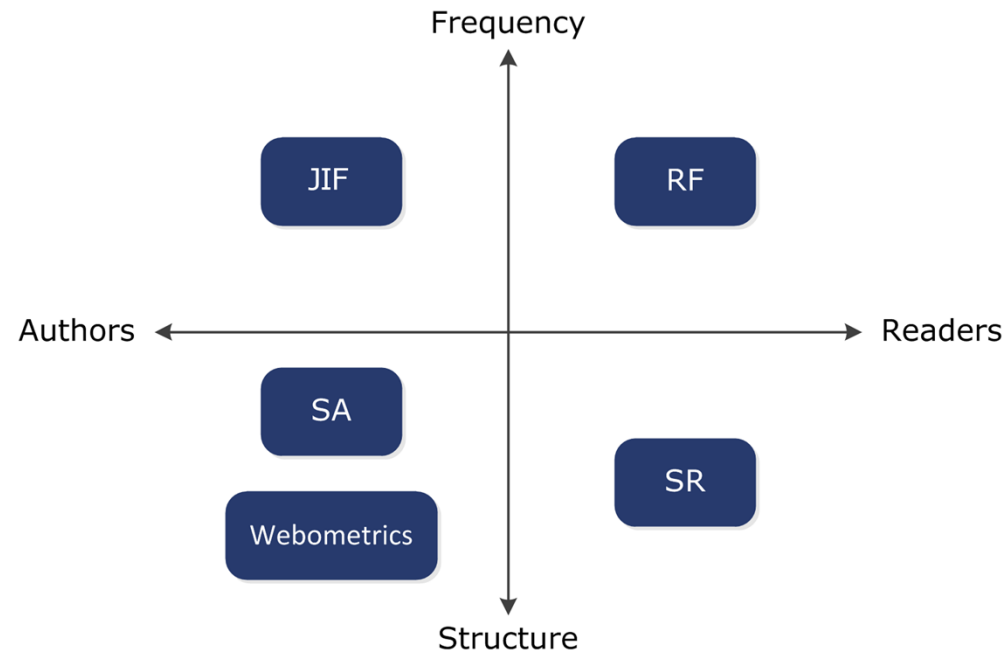 Frequency
JIF
RF
Authors
Readers
SA
SR
Webometrics
Structure